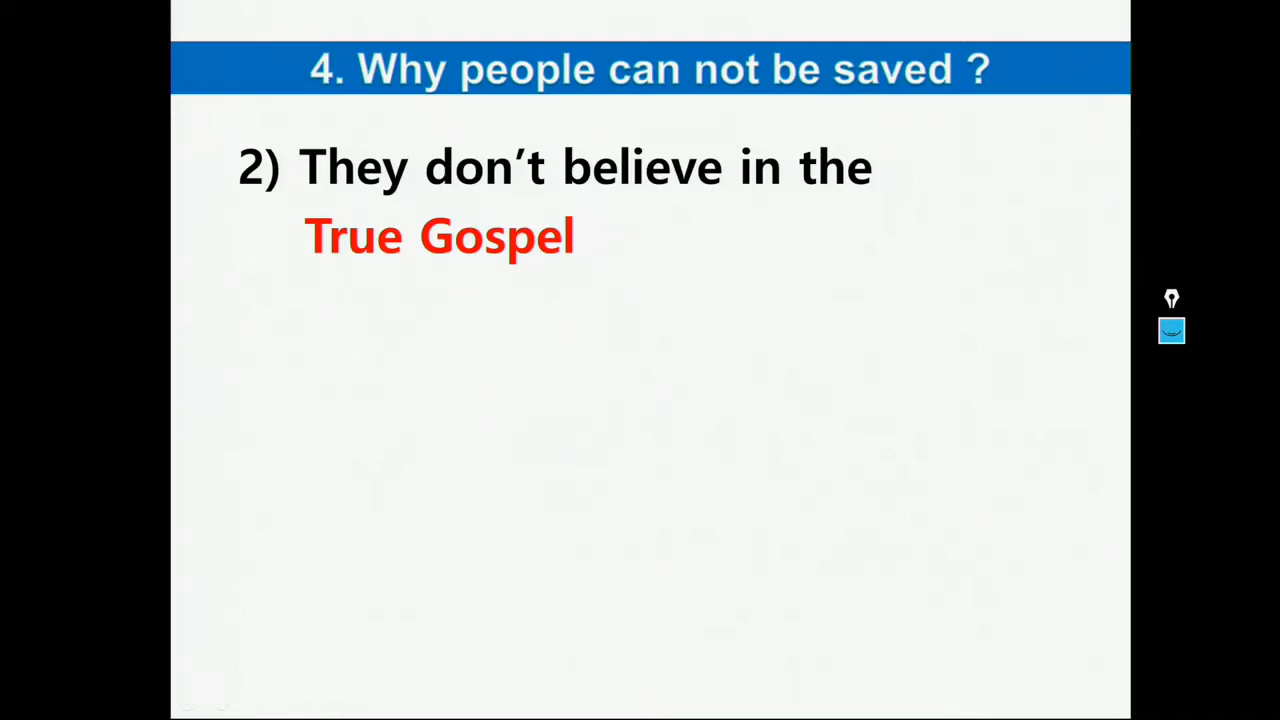 4. Why people can not be saved ?
2) They don’t believe in the
True Gospel